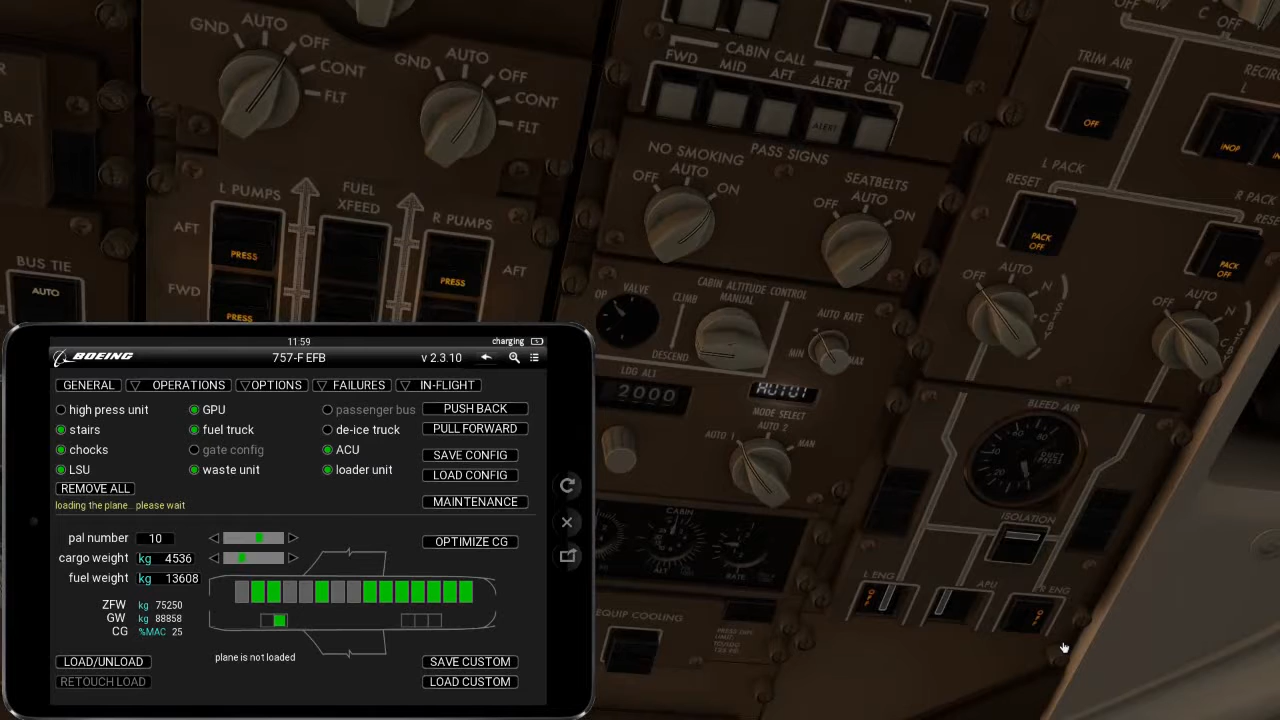 GND AUTO OFF CONT FLT
GND AUTO OFF CONT FLT
BAT
L PUMPS
FUEL XFEED
R PUMPS
AFT
AFT
FWD
PRESS
PRESS
PRESS
BUS TIE
AUTO
CABIN CALL
FWD MID AFT ALERT GND CALL
ALERT
PASS SIGNS
NO SMOKING
OFF AUTO ON
SEATBELTS
OFF AUTO ON
CABIN ALTITUDE CONTROL
VALVE
OP
CLIMB
MANUAL
DESCEND
AUTO RATE
MIN
MAX
LDG ALT
2000
AUTO1
MODE SELECT
AUTO 1 AUTO 2 MAN
CABIN
ALT
RATE
EQUIP COOLING
TRIM AIR
OFF
L
INOP
L PACK
RESET
PACK OFF
R PACK
PACK OFF
OFF AUTO N C
OFF AUTO N
BLEED AIR
DUCT PRESS
ISOLATION
L ENG
OFF
APU
R ENG
OFF
11:59
charging
BOEING
757-F EFB
v 2.3.10
GENERAL
OPERATIONS
OPTIONS
FAILURES
IN-FLIGHT
high press unit
GPU
passenger bus
PUSH BACK
stairs
fuel truck
de-ice truck
PULL FORWARD
chocks
gate config
ACU
SAVE CONFIG
LSU
waste unit
loader unit
LOAD CONFIG
REMOVE ALL
loading the plane... please wait
MAINTENANCE
pal number 10
OPTIMIZE CG
cargo weight kg 4536
fuel weight kg 13608
ZFW kg 75250
GW kg 88858
CG %MAC 25
plane is not loaded
LOAD/UNLOAD
SAVE CUSTOM
RETOUCH LOAD
LOAD CUSTOM